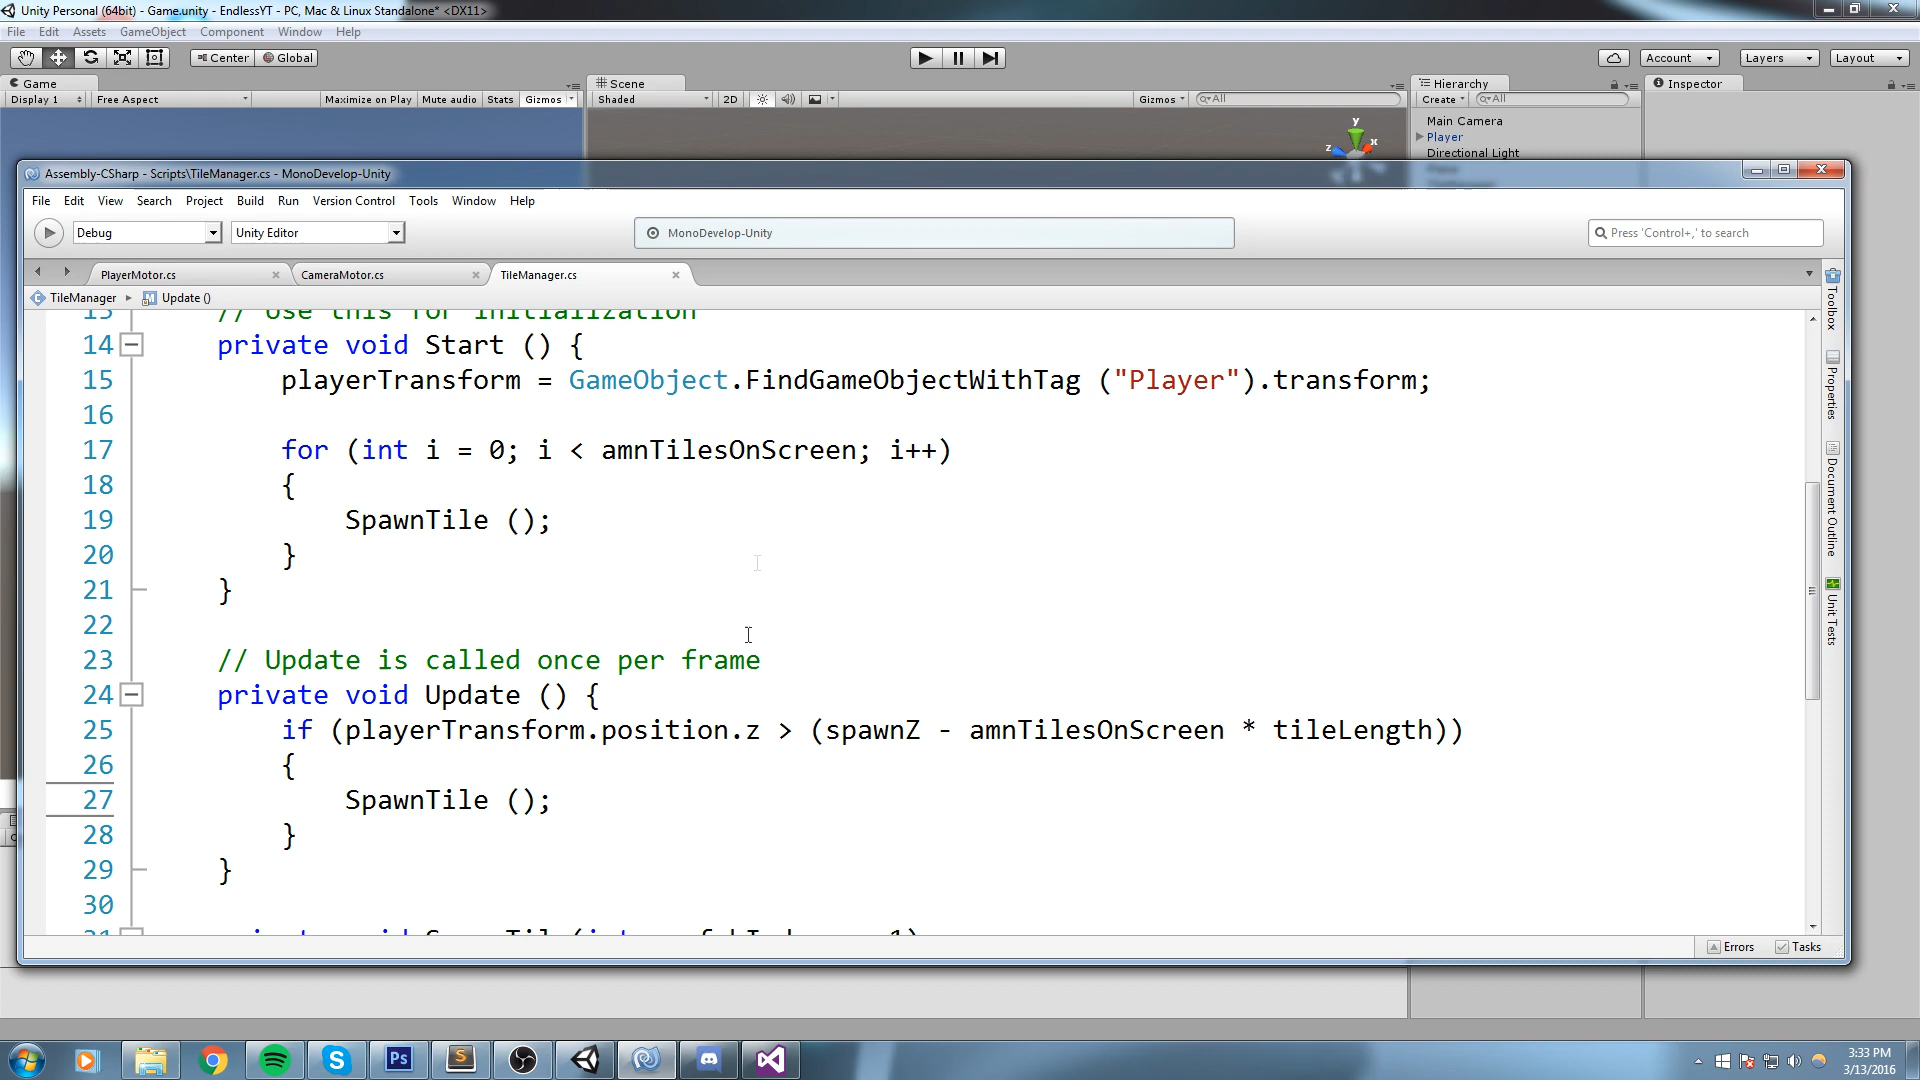 Unity Personal (64bit) - Game.unity - EndlessYT - PC, Mac & Linux Standalone* <DX11>
File Edit Assets GameObject Component Window Help
Center Global Account Layers Layout
Game Scene Hierarchy Inspector
Display 1 Free Aspect Maximize on Play Mute audio Stats Gizmos Shaded 2D Gizmos All Create All
y
z x
Main Camera
Player
Directional Light
Assembly-CSharp - Scripts\TileManager.cs - MonoDevelop-Unity
File Edit View Search Project Build Run Version Control Tools Window Help
Debug Unity Editor MonoDevelop-Unity Press 'Control+,' to search
PlayerMotor.cs CameraMotor.cs TileManager.cs
TileManager Update ()
13 // Use this for initialization
14 private void Start () {
15 playerTransform = GameObject.FindGameObjectWithTag ("Player").transform;
16
17 for (int i = 0; i < amnTilesOnScreen; i++)
18 {
19 SpawnTile ();
20 }
21 }
22
23 // Update is called once per frame
24 private void Update () {
25 if (playerTransform.position.z > (spawnZ - amnTilesOnScreen * tileLength))
26 {
27 SpawnTile ();
28 }
29 }
30
Toolbox
Properties
Document Outline
Unit Tests
Errors Tasks
Ps
3:33 PM
3/13/2016